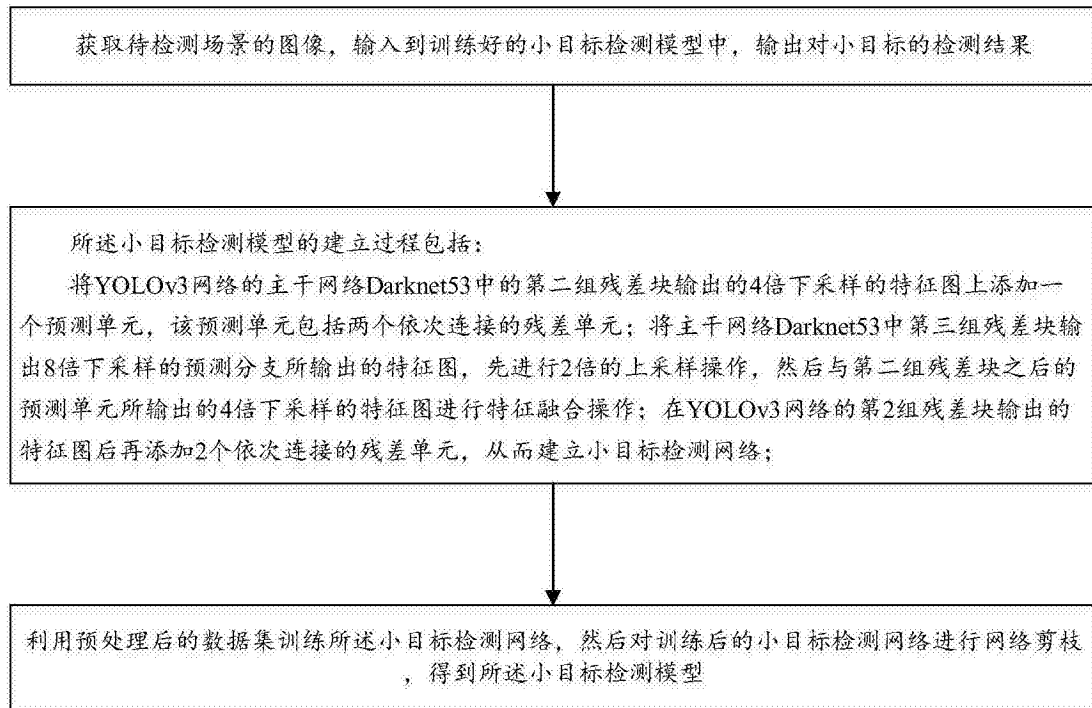 获取待检测场景的图像，输入到训练好的小目标检测模型中，输出对小目标的检测结果
所述小目标检测模型的建立过程包括：
将YOLOv3网络的主干网络Darknet53中的第二组残差块输出的4倍下采样的特征图上添加一
个预测单元，该预测单元包括两个依次连接的残差单元；将主干网络Darknet53中第三组残差块输
出8倍下采样的预测分支所输出的特征图，先进行2倍的上采样操作，然后与第二组残差块之后的
预测单元所输出的4倍下采样的特征图进行特征融合操作；在YOLOv3网络的第2组残差块输出的
特征图后再添加2个依次连接的残差单元，从而建立小目标检测网络；
利用预处理后的数据集训练所述小目标检测网络，然后对训练后的小目标检测网络进行网络剪枝
，得到所述小目标检测模型